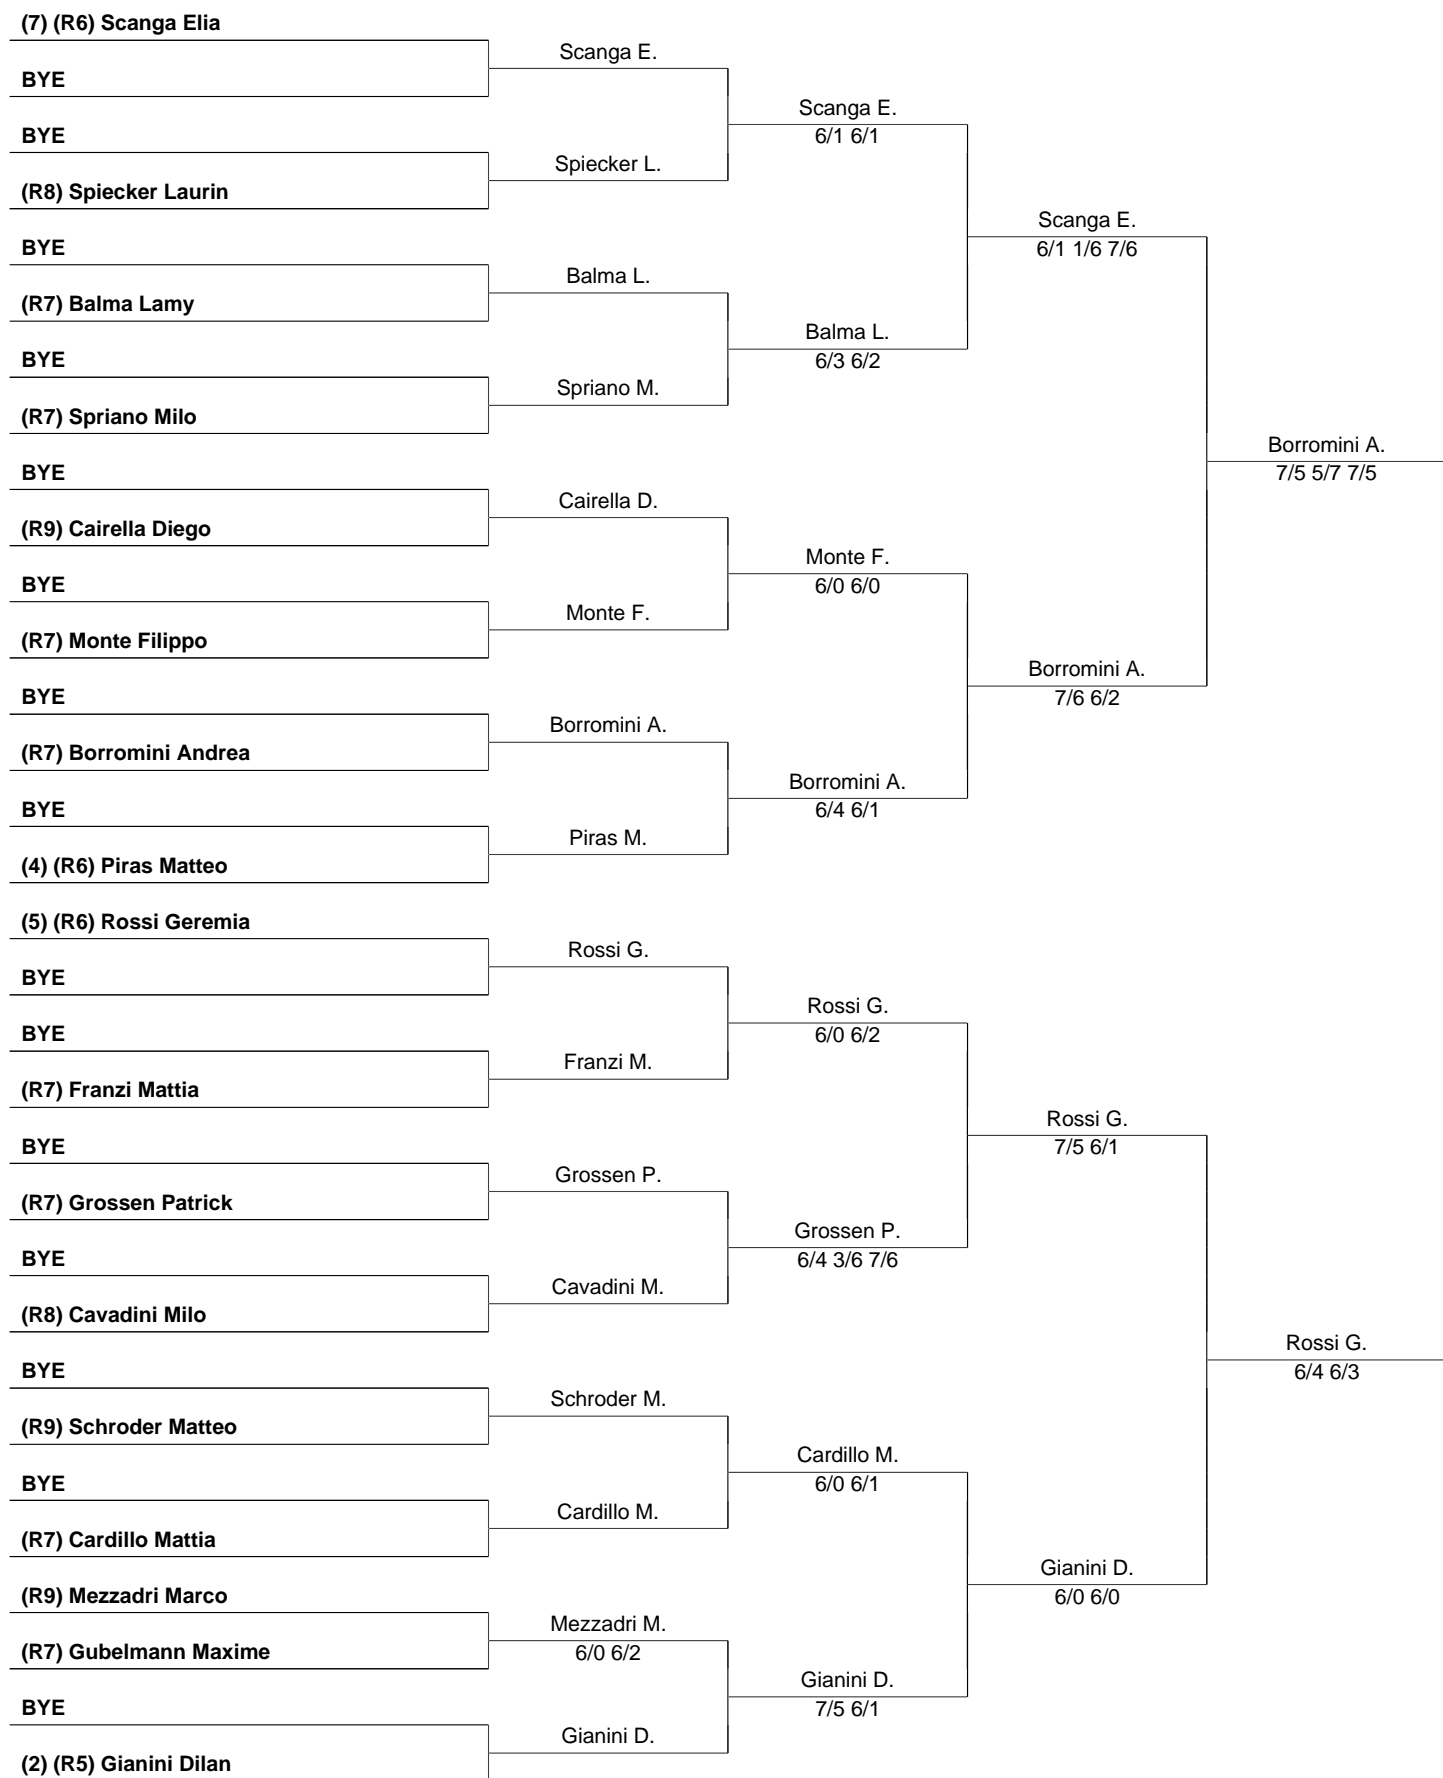 (7) (R6) Scanga Elia
BYE
BYE
(R8) Spiecker Laurin
BYE
(R7) Balma Lamy
BYE
(R7) Spriano Milo
BYE
(R9) Cairella Diego
BYE
(R7) Monte Filippo
BYE
(R7) Borromini Andrea
BYE
(4) (R6) Piras Matteo
(5) (R6) Rossi Geremia
BYE
BYE
(R7) Franzi Mattia
BYE
(R7) Grossen Patrick
BYE
(R8) Cavadini Milo
BYE
(R9) Schroder Matteo
BYE
(R7) Cardillo Mattia
(R9) Mezzadri Marco
(R7) Gubelmann Maxime
BYE
(2) (R5) Gianini Dilan
Scanga E.
Spiecker L.
Balma L.
Spriano M.
Cairella D.
Monte F.
Borromini A.
Piras M.
Rossi G.
Franzi M.
Grossen P.
Cavadini M.
Schroder M.
Cardillo M.
Mezzadri M.
6/0 6/2
Gianini D.
Scanga E.
6/1 6/1
Balma L.
6/3 6/2
Monte F.
6/0 6/0
Borromini A.
6/4 6/1
Rossi G.
6/0 6/2
Grossen P.
6/4 3/6 7/6
Cardillo M.
6/0 6/1
Gianini D.
7/5 6/1
Scanga E.
6/1 1/6 7/6
Borromini A.
7/6 6/2
Rossi G.
7/5 6/1
Gianini D.
6/0 6/0
Borromini A.
7/5 5/7 7/5
Rossi G.
6/4 6/3